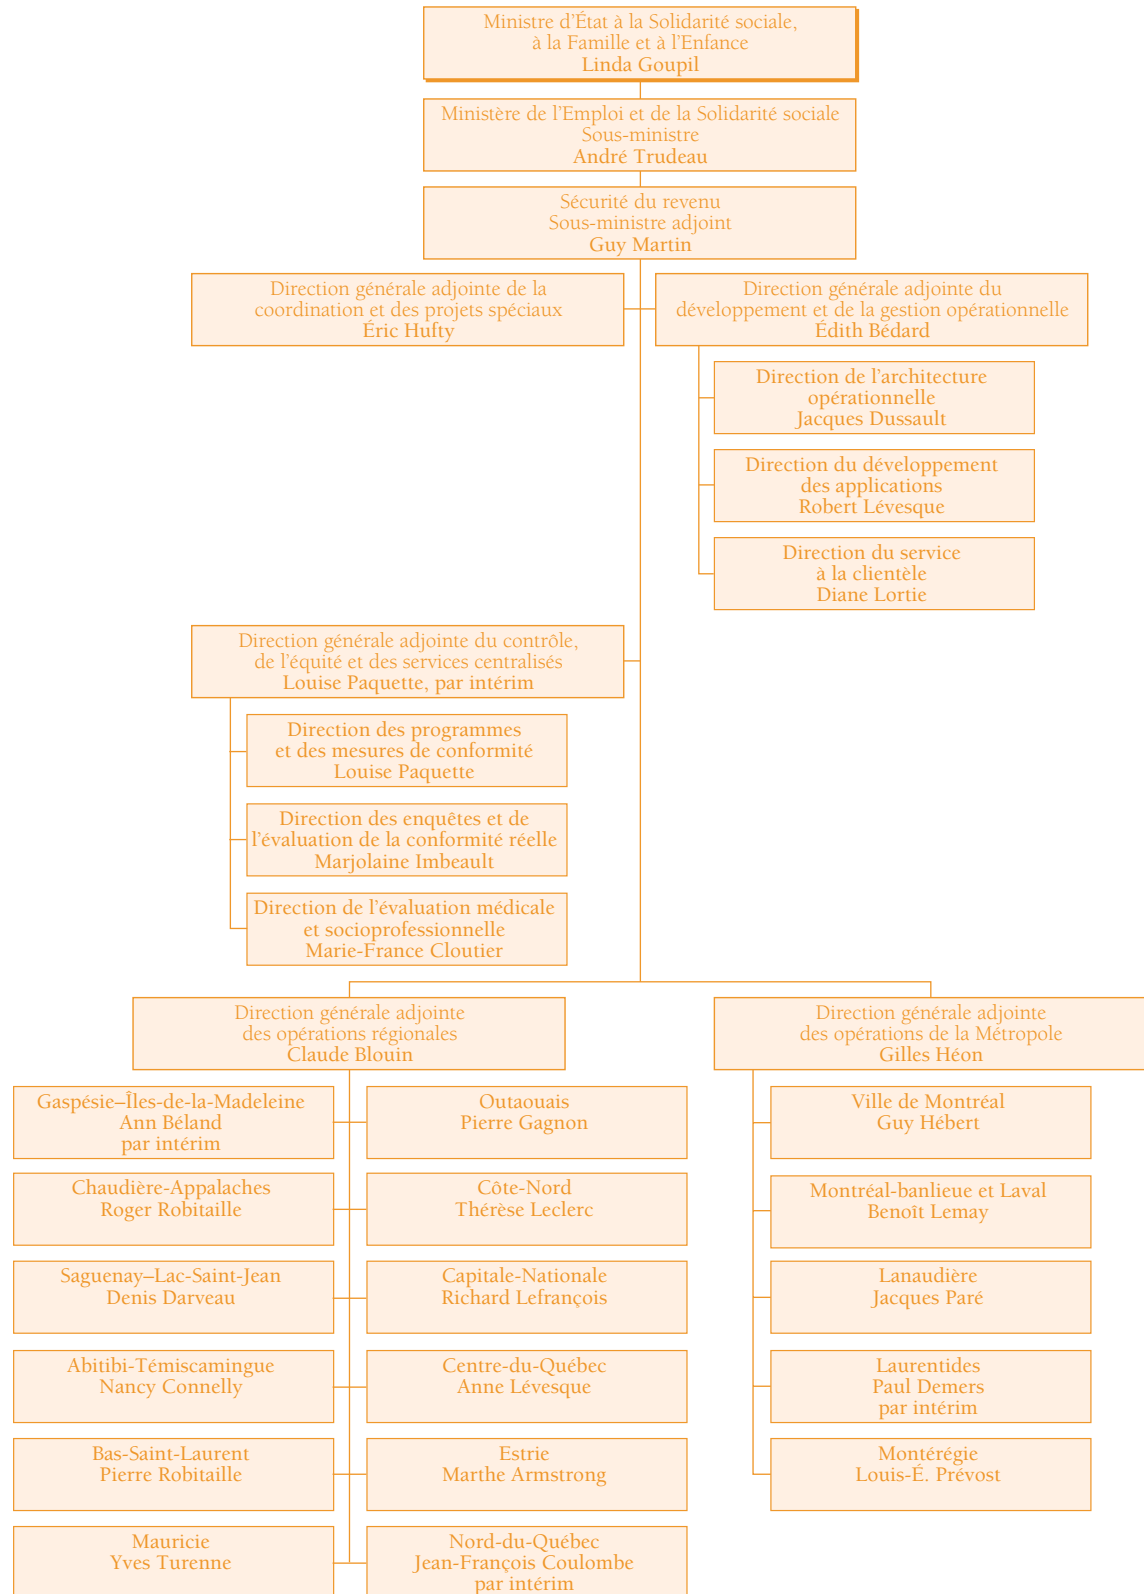 Ministre d'État à la Solidarité sociale,
à la Famille et à l'Enfance
Linda Goupil
Ministère de l'Emploi et de la Solidarité sociale
Sous-ministre
André Trudeau
Sécurité du revenu
Sous-ministre adjoint
Guy Martin
Direction générale adjointe de la
coordination et des projets spéciaux
Éric Hufty
Direction générale adjointe du
développement et de la gestion opérationnelle
Édith Bédard
Direction de l'architecture
opérationnelle
Jacques Dussault
Direction du développement
des applications
Robert Lévesque
Direction du service
à la clientèle
Diane Lortie
Direction générale adjointe du contrôle,
de l'équité et des services centralisés
Louise Paquette, par intérim
Direction des programmes
et des mesures de conformité
Louise Paquette
Direction des enquêtes et de
l'évaluation de la conformité réelle
Marjolaine Imbeault
Direction de l'évaluation médicale
et socioprofessionnelle
Marie-France Cloutier
Direction générale adjointe
des opérations régionales
Claude Blouin
Gaspésie–Îles-de-la-Madeleine
Ann Béland
par intérim
Outaouais
Pierre Gagnon
Chaudière-Appalaches
Roger Robitaille
Côte-Nord
Thérèse Leclerc
Saguenay–Lac-Saint-Jean
Denis Darveau
Capitale-Nationale
Richard Lefrançois
Abitibi-Témiscamingue
Nancy Connelly
Centre-du-Québec
Anne Lévesque
Bas-Saint-Laurent
Pierre Robitaille
Estrie
Marthe Armstrong
Mauricie
Yves Turenne
Nord-du-Québec
Jean-François Coulombe
par intérim
Direction générale adjointe
des opérations de la Métropole
Gilles Héon
Ville de Montréal
Guy Hébert
Montréal-banlieue et Laval
Benoît Lemay
Lanaudière
Jacques Paré
Laurentides
Paul Demers
par intérim
Montérégie
Louis-É. Prévost